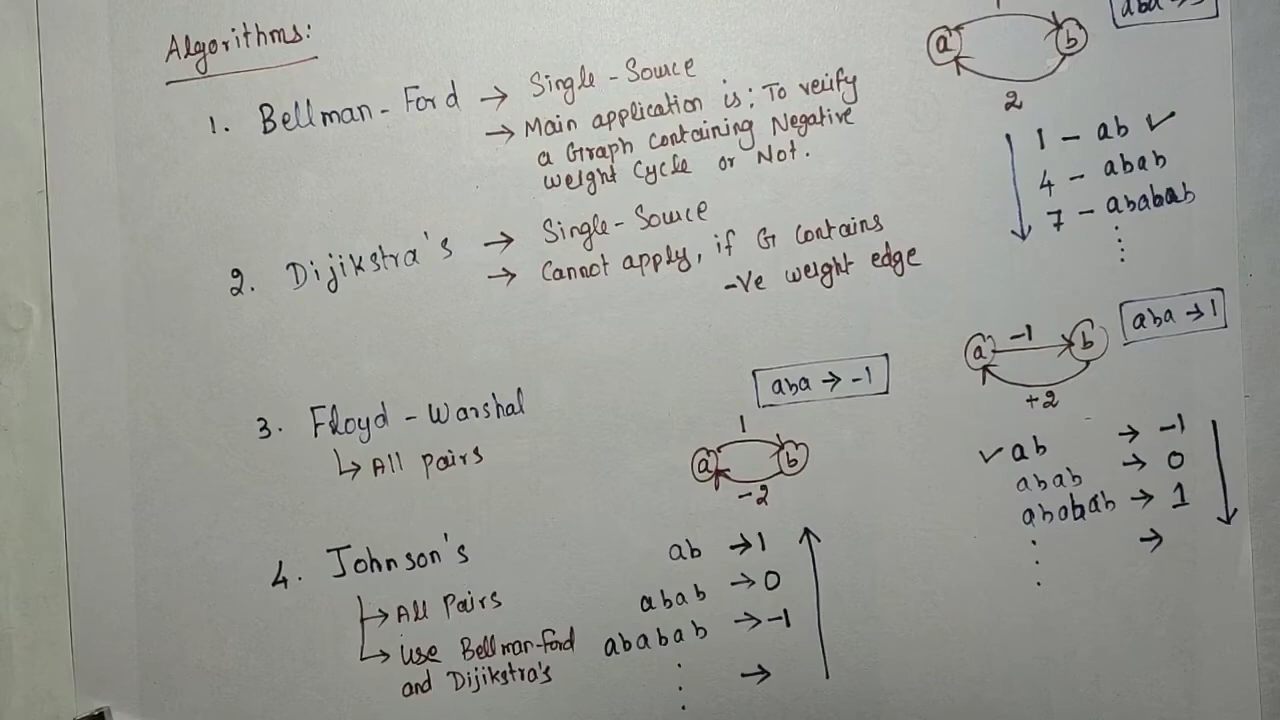 Algorithms:
1. Bellman-Ford → Single-Source
→ Main application is: To verify
a Graph containing Negative
weight Cycle or Not.
2. Dijikstra's → Single-Source
→ Cannot apply, if G contains
-ve weight edge
3. Floyd-Warshal
↳ All pairs
4. Johnson's
→ All Pairs
→ Use Bellman-Ford
and Dijikstra's
a b
2
1 - ab ✓
4 - abab
7 - ababab
aba → -1
1
a b
-2
ab → 1
abab → 0
ababab → -1
→
aba → 1
a -1 b
+2
✓ ab → -1
abab → 0
ababab → 1
→